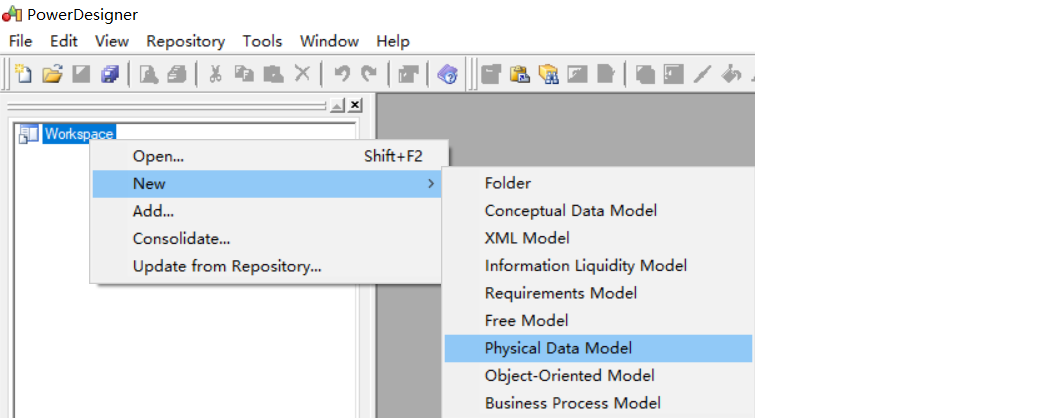 PowerDesigner
File Edit View Repository Tools Window Help
Workspace
Open... Shift+F2
New
Add...
Consolidate...
Update from Repository...
Folder
Conceptual Data Model
XML Model
Information Liquidity Model
Requirements Model
Free Model
Physical Data Model
Object-Oriented Model
Business Process Model